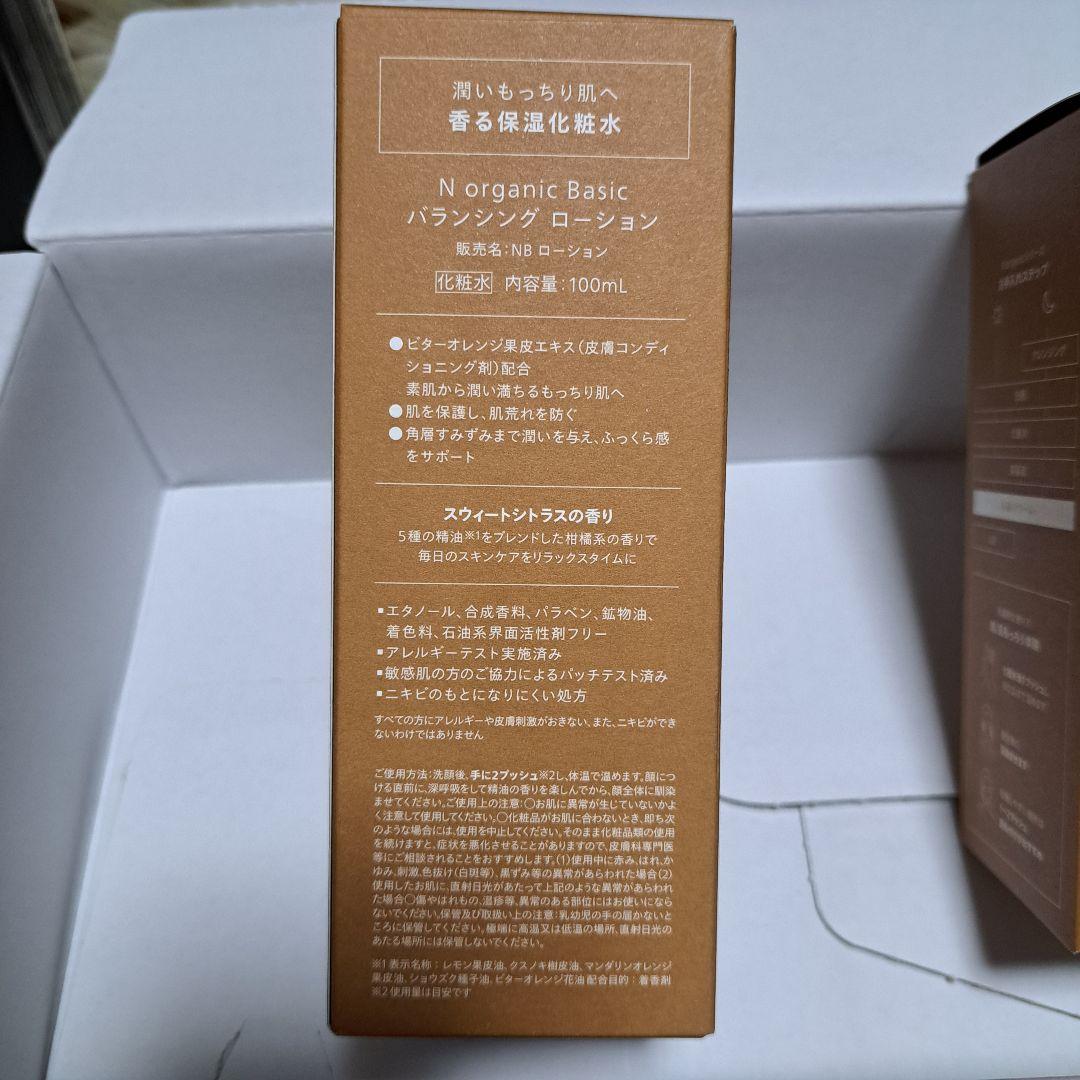 潤いもっちり肌へ
香る保湿化粧水
N organic Basic
バランシング ローション
販売名:NB ローション
化粧水 内容量:100mL
●ビターオレンジ果皮エキス(皮膚コンディ
ショニング剤)配合
素肌から潤い満ちるもっちり肌へ
●肌を保護し、肌荒れを防ぐ
●角層すみずみまで潤いを与え、ふっくら感
をサポート
スウィートシトラスの香り
5種の精油※1をブレンドした柑橘系の香りで
毎日のスキンケアをリラックスタイムに
▪エタノール、合成香料、パラベン、鉱物油、
着色料、石油系界面活性剤フリー
▪アレルギーテスト実施済み
▪敏感肌の方のご協力によるパッチテスト済み
▪ニキビのもとになりにくい処方
すべての方にアレルギーや皮膚刺激がおきない、また、ニキビができ
ないわけではありません
ご使用方法:洗顔後、手に2プッシュ※2し、体温で温めます。顔につ
ける直前に、深呼吸をして精油の香りを楽しんでから、顔全体に馴染
ませてください。ご使用上の注意:○お肌に異常が生じていないかよ
く注意して使用してください。○化粧品がお肌に合わないとき、即ち次
のような場合には、使用を中止してください。そのまま化粧品類の使用
を続けますと、症状を悪化させることがありますので、皮膚科専門医
等にご相談されることをおすすめします。(1)使用中に赤み、はれ、か
ゆみ、刺激、色抜け(白斑等)、黒ずみ等の異常があらわれた場合(2)
使用したお肌に、直射日光があたって上記のような異常があらわれ
た場合○傷やはれもの、湿疹等、異常のある部位にはお使いになら
ないでください。保管及び取扱い上の注意:乳幼児の手の届かないと
ころに保管してください。極端に高温又は低温の場所、直射日光の
あたる場所には保管しないでください。
※1 表示名称:レモン果皮油、クスノキ樹皮油、マンダリンオレンジ
果皮油、ショウズク種子油、ビターオレンジ花油 配合目的:着香剤
※2 使用量は目安です
クレンジング